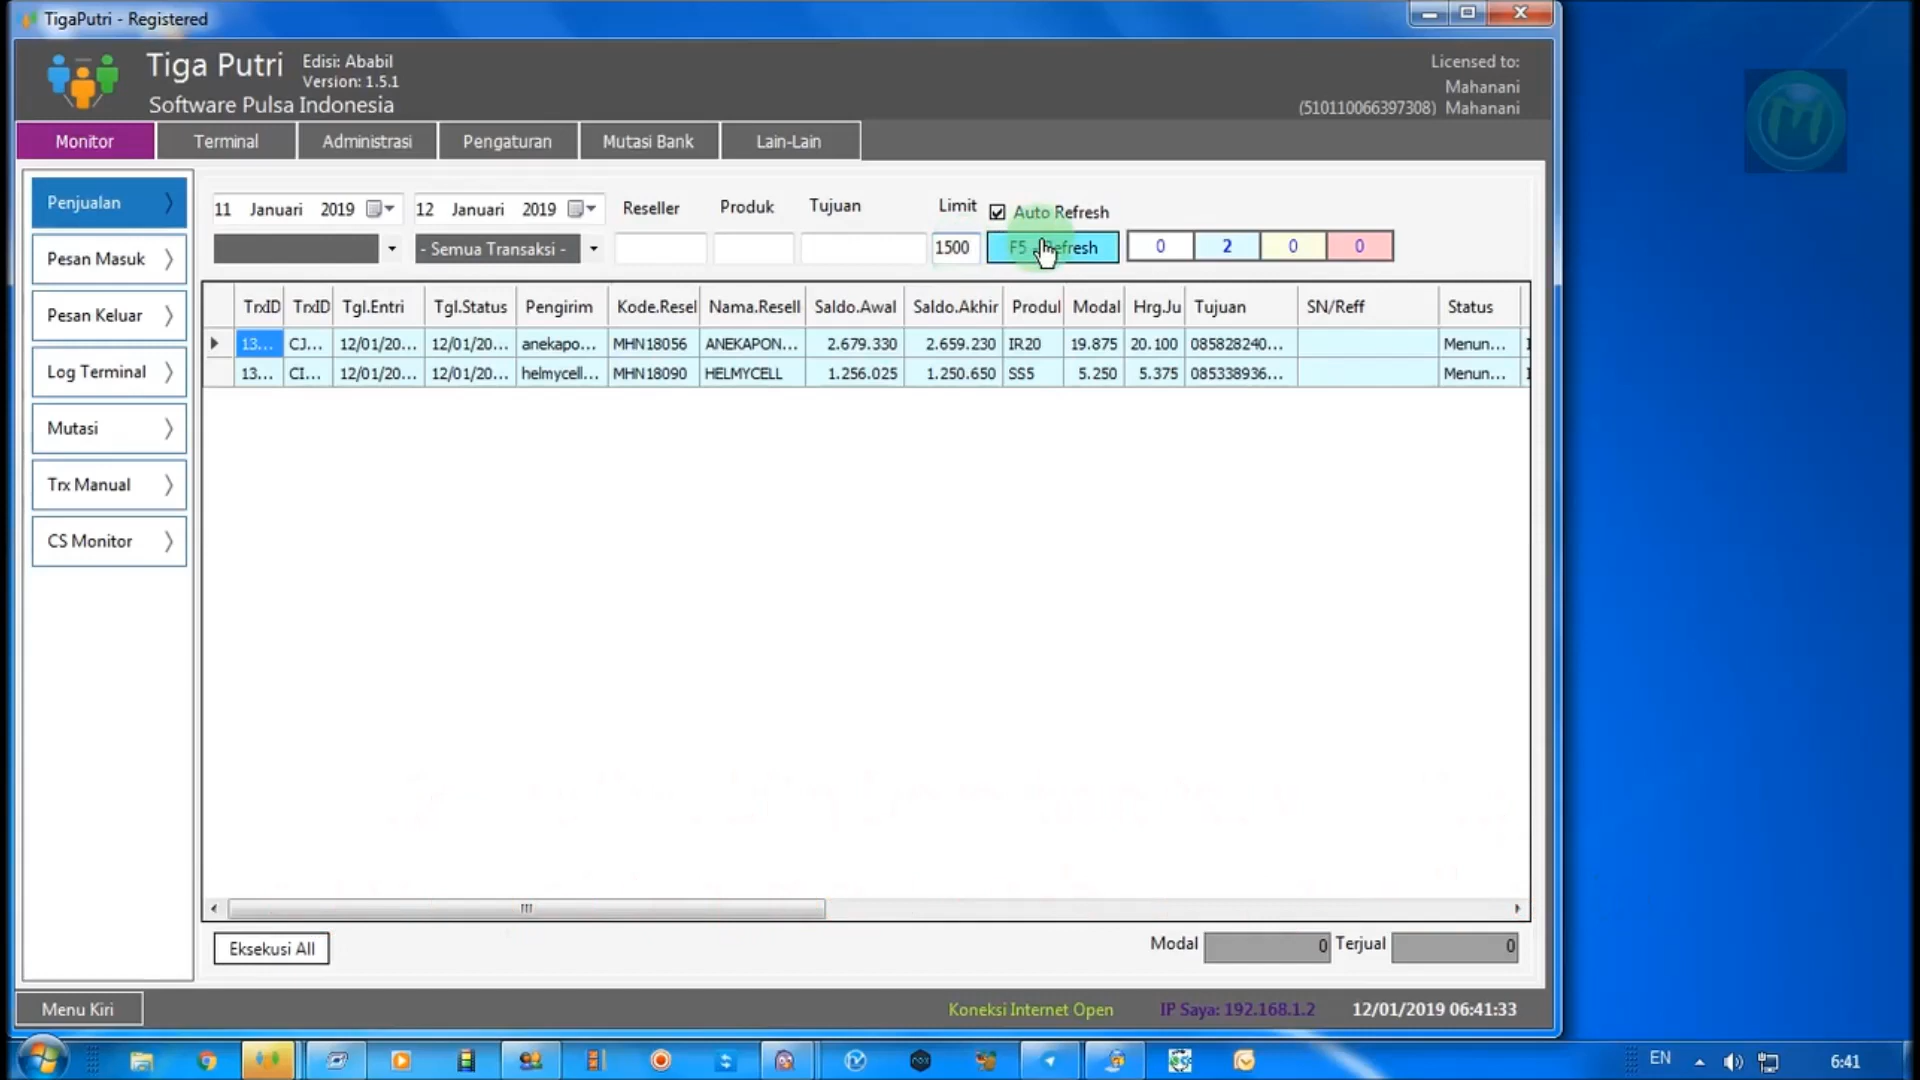 TigaPutri - Registered
Tiga Putri Edisi: Ababil
Version: 1.5.1
Software Pulsa Indonesia
Licensed to:
Mahanani
(510110066397308) Mahanani
Monitor Terminal Administrasi Pengaturan Mutasi Bank Lain-Lain
Penjualan
Pesan Masuk
Pesan Keluar
Log Terminal
Mutasi
Trx Manual
CS Monitor
11 Januari 2019 12 Januari 2019 Reseller Produk Tujuan Limit Auto Refresh
- Semua Transaksi - 1500 F5 - Refresh 0 2 0 0
TrxID TrxID Tgl.Entri Tgl.Status Pengirim Kode.Resel Nama.Resell Saldo.Awal Saldo.Akhir Produl Modal Hrg.Ju Tujuan SN/Reff Status
13... CJ... 12/01/20... 12/01/20... anekapo... MHN18056 ANEKAPON... 2.679.330 2.659.230 IR20 19.875 20.100 085828240... Menun...
13... CI... 12/01/20... 12/01/20... helmycell... MHN18090 HELMYCELL 1.256.025 1.250.650 SS5 5.250 5.375 085338936... Menun...
Eksekusi All Modal 0 Terjual 0
Menu Kiri Koneksi Internet Open IP Saya: 192.168.1.2 12/01/2019 06:41:33
EN 6:41